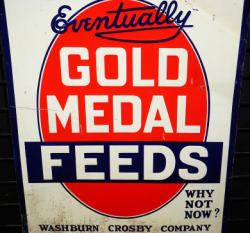 Eventually
GOLD
MEDAL
FEEDS
WHY
NOT
NOW?
WASHBURN CROSBY COMPANY